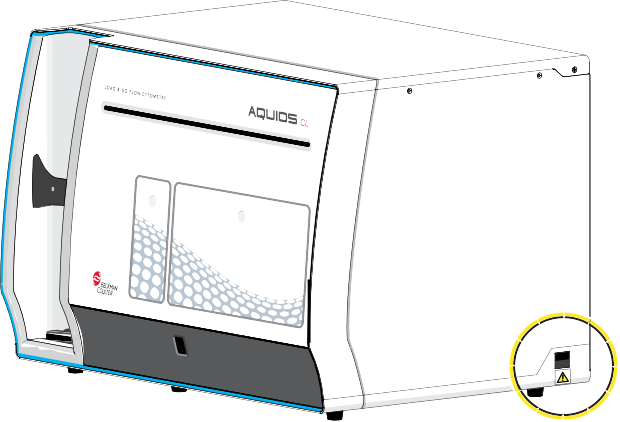 LOAD & GO FLOW CYTOMETRY
AQUIOS CL
BECKMAN
COULTER